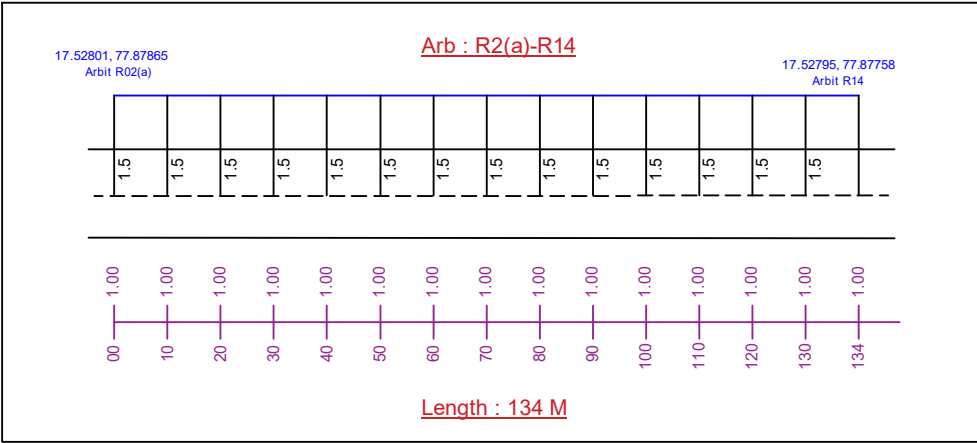 Arb : R2(a)-R14
17.52801, 77.87865
Arbit R02(a)
17.52795, 77.87758
Arbit R14
1.5 1.5 1.5 1.5 1.5 1.5 1.5 1.5 1.5 1.5 1.5 1.5 1.5 1.5
1.00 1.00 1.00 1.00 1.00 1.00 1.00 1.00 1.00 1.00 1.00 1.00 1.00 1.00 1.00
00 10 20 30 40 50 60 70 80 90 100 110 120 130 134
Length : 134 M